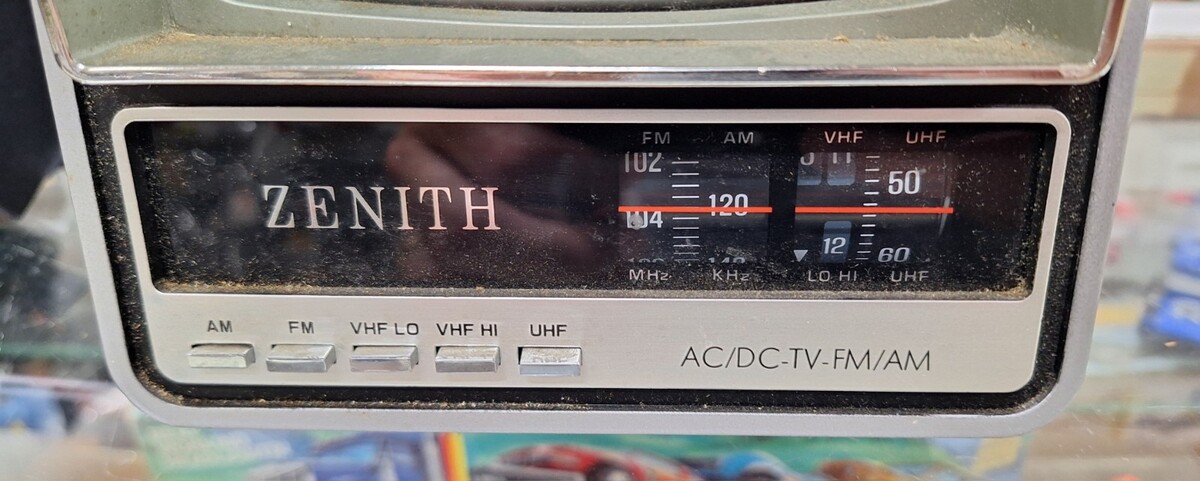 FM AM VHF UHF
102 11
50
ZENITH
120
104
12
60
MHz KHz LO HI UHF
AM FM VHF LO VHF HI UHF
AC/DC-TV-FM/AM